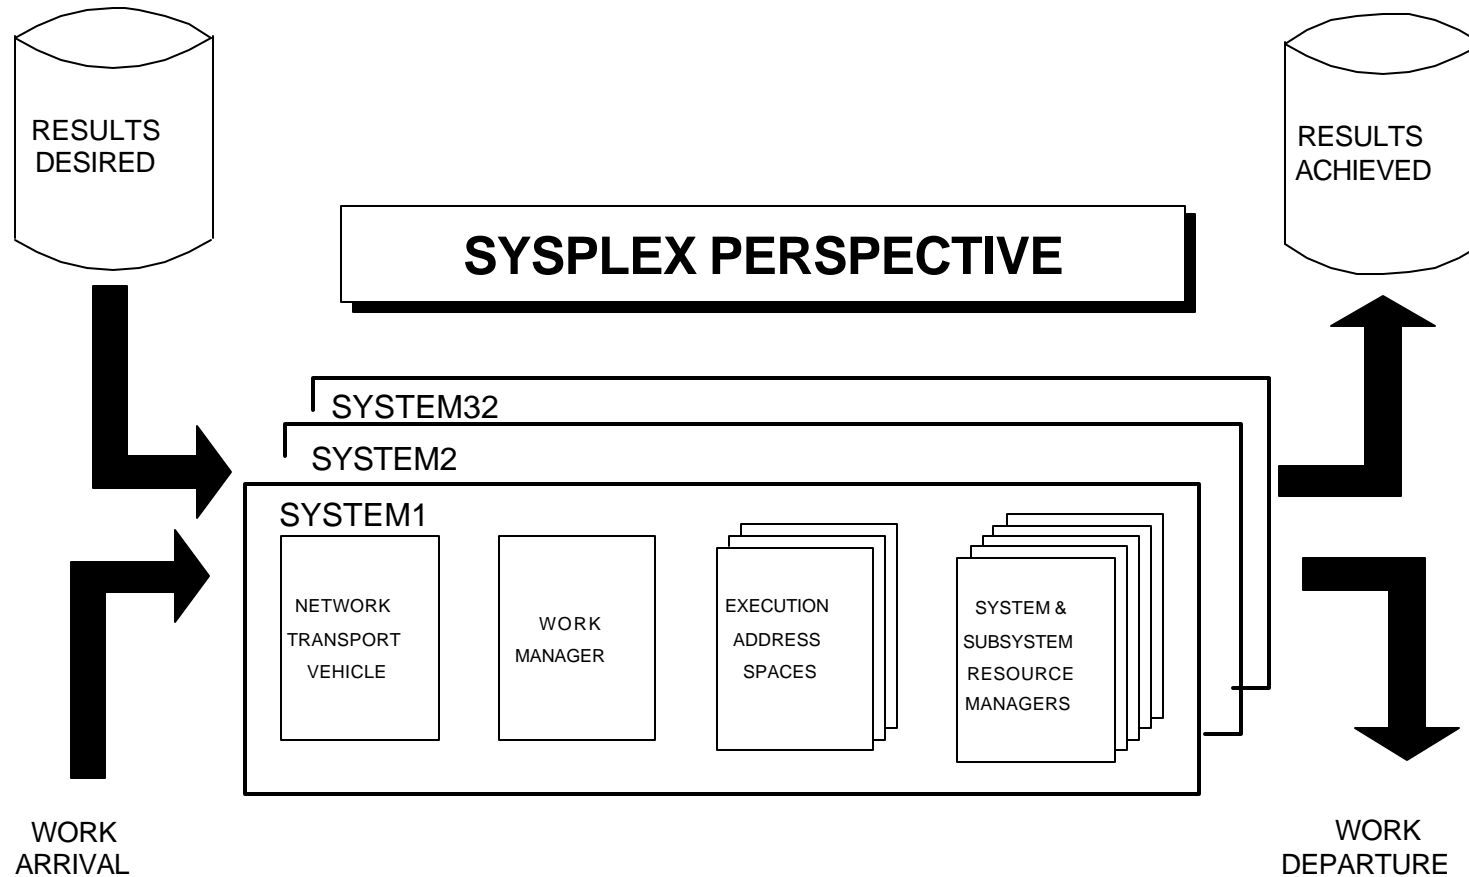 RESULTS
DESIRED
RESULTS
ACHIEVED
SYSPLEX PERSPECTIVE
SYSTEM32
SYSTEM2
SYSTEM1
NETWORK
TRANSPORT
VEHICLE
WORK
MANAGER
EXECUTION
ADDRESS
SPACES
SYSTEM &
SUBSYSTEM
RESOURCE
MANAGERS
WORK
ARRIVAL
WORK
DEPARTURE